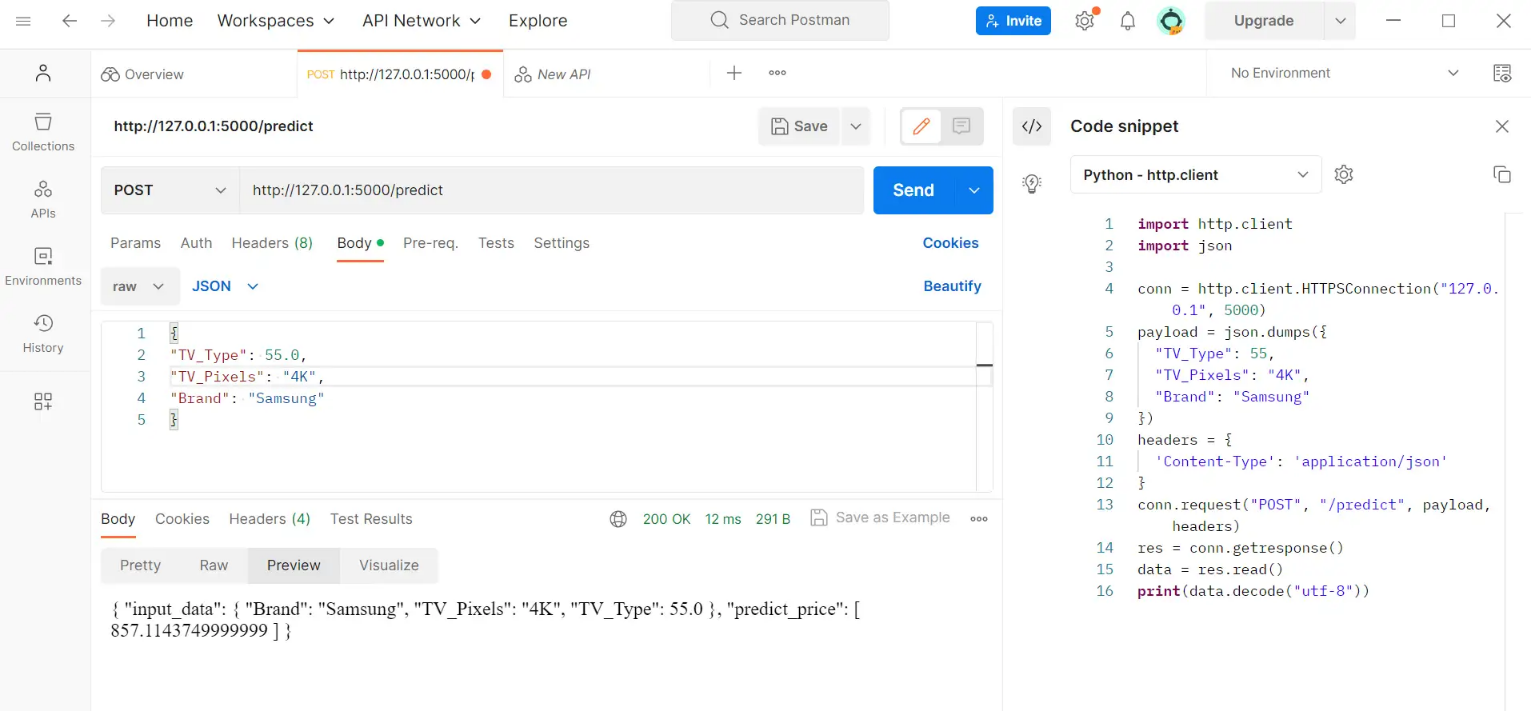 Home Workspaces API Network Explore Search Postman Invite Upgrade
Overview POST http://127.0.0.1:5000/ New API No Environment
http://127.0.0.1:5000/predict Save
Code snippet
Collections
APIs
Environments
History
POST http://127.0.0.1:5000/predict Send
Params Auth Headers (8) Body Pre-req. Tests Settings Cookies
raw JSON Beautify
1 {
2 "TV_Type": 55.0,
3 "TV_Pixels": "4K",
4 "Brand": "Samsung"
5 }
Body Cookies Headers (4) Test Results 200 OK 12 ms 291 B Save as Example
Pretty Raw Preview Visualize
{ "input_data": { "Brand": "Samsung", "TV_Pixels": "4K", "TV_Type": 55.0 }, "predict_price": [
857.1143749999999 ] }
Python - http.client
1 import http.client
2 import json
3
4 conn = http.client.HTTPSConnection("127.0.
0.1", 5000)
5 payload = json.dumps({
6 "TV_Type": 55,
7 "TV_Pixels": "4K",
8 "Brand": "Samsung"
9 })
10 headers = {
11 'Content-Type': 'application/json'
12 }
13 conn.request("POST", "/predict", payload,
headers)
14 res = conn.getresponse()
15 data = res.read()
16 print(data.decode("utf-8"))